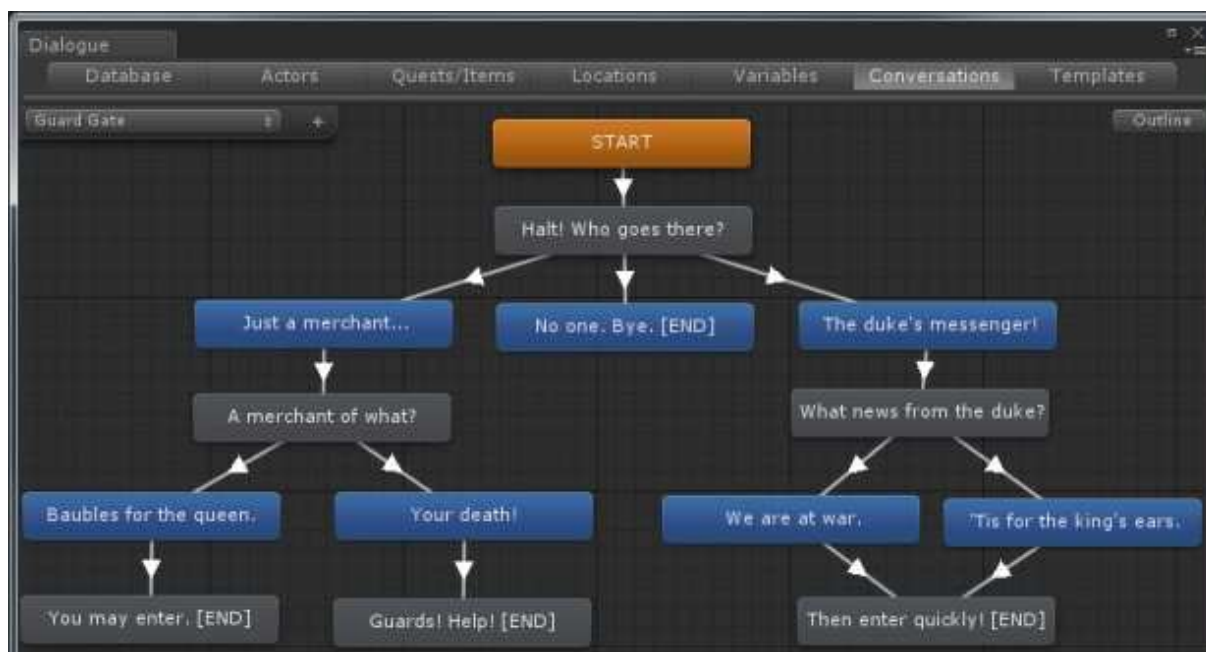 Dialogue
Database Actors Quests/Items Locations Variables Conversations Templates
Guard Gate + Outline
START
Halt! Who goes there?
Just a merchant... No one. Bye. [END] The duke's messenger!
A merchant of what? What news from the duke?
Baubles for the queen. Your death! We are at war. 'Tis for the king's ears.
You may enter. [END] Guards! Help! [END] Then enter quickly! [END]